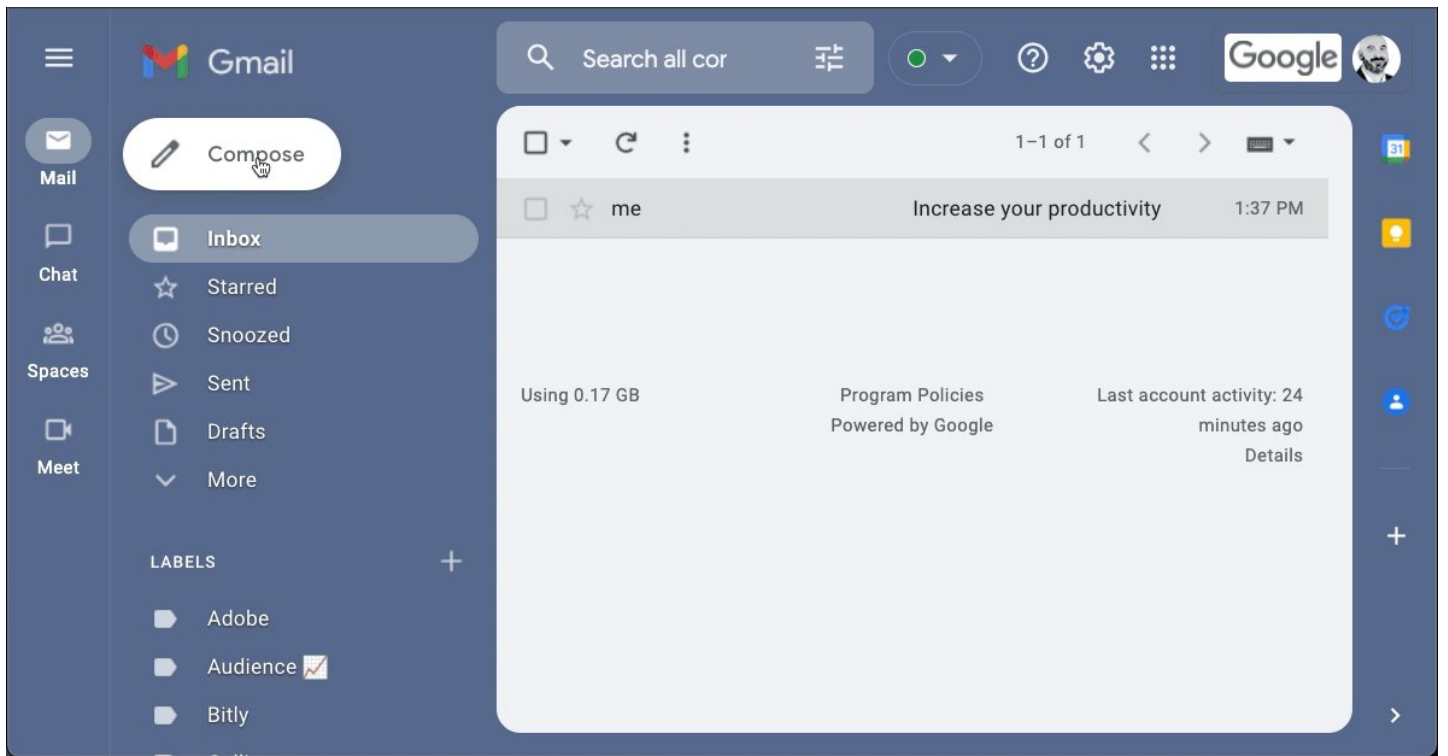 Gmail
Search all cor
Google
Mail
Compose
1–1 of 1
31
me Increase your productivity 1:37 PM
Inbox
Chat
Starred
Snoozed
Spaces
Sent
Using 0.17 GB
Program Policies
Powered by Google
Last account activity: 24
minutes ago
Details
Drafts
Meet
More
LABELS
Adobe
Audience 📈
Bitly